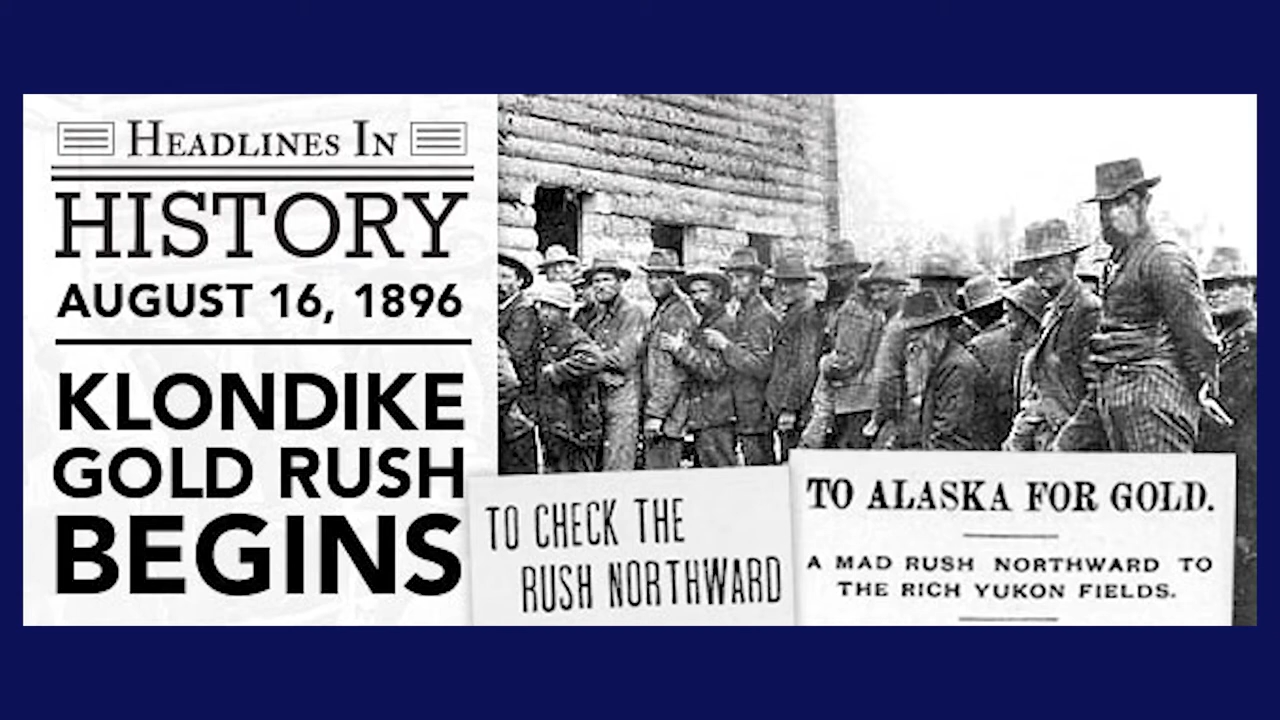 HEADLINES IN
HISTORY
AUGUST 16, 1896
KLONDIKE
GOLD RUSH
BEGINS
TO CHECK THE
RUSH NORTHWARD
TO ALASKA FOR GOLD.
A MAD RUSH NORTHWARD TO
THE RICH YUKON FIELDS.